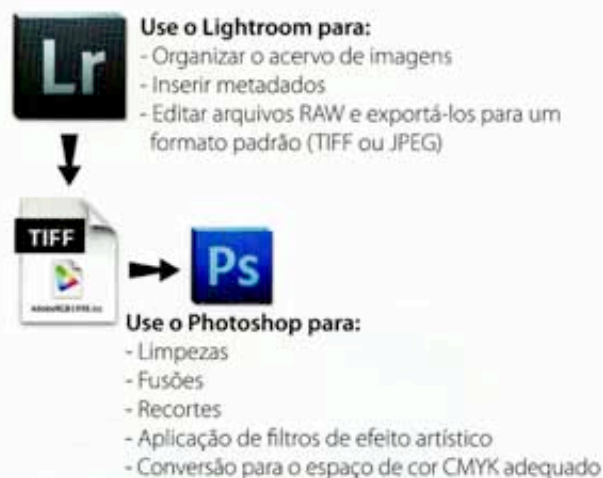 Lr
Use o Lightroom para:
- Organizar o acervo de imagens
- Inserir metadados
- Editar arquivos RAW e exportá-los para um
formato padrão (TIFF ou JPEG)
TIFF
Ps
Use o Photoshop para:
- Limpezas
- Fusões
- Recortes
- Aplicação de filtros de efeito artístico
- Conversão para o espaço de cor CMYK adequado